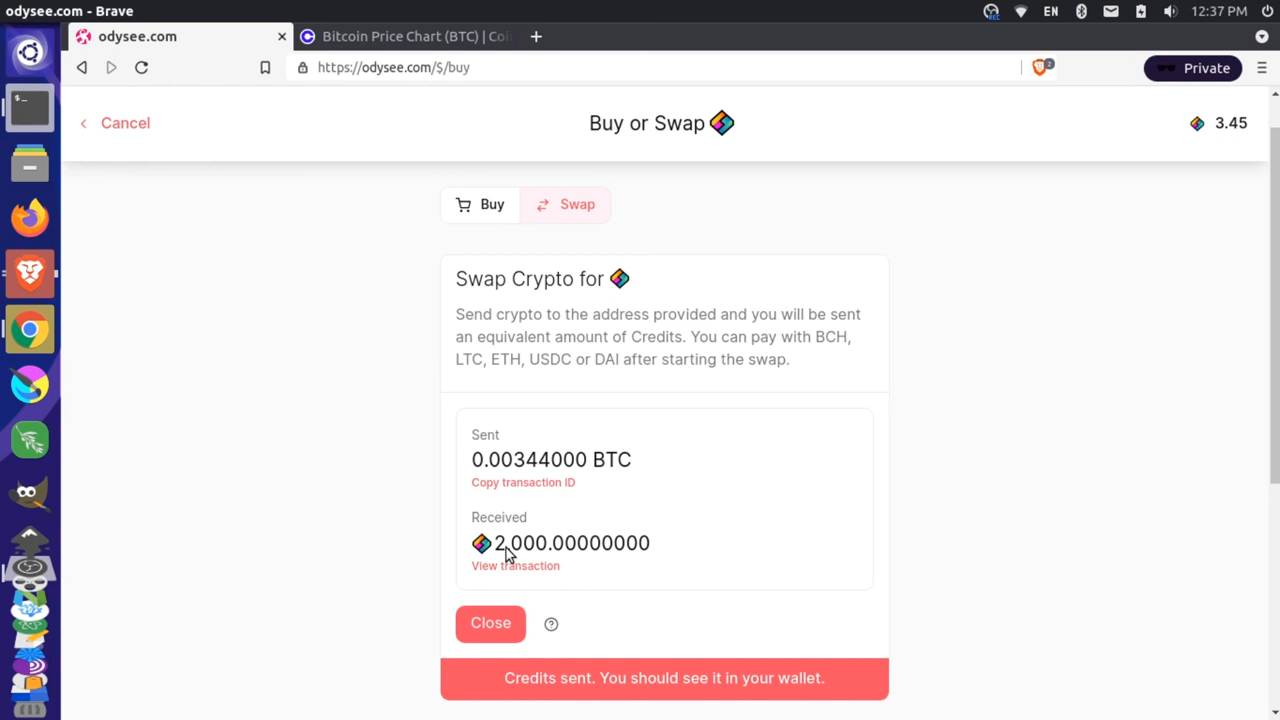 odysee.com - Brave
EN
12:37 PM
odysee.com
Bitcoin Price Chart (BTC) | Coi
https://odysee.com/$/buy
2
Private
Cancel
Buy or Swap
3.45
Buy
Swap
Swap Crypto for
Send crypto to the address provided and you will be sent
an equivalent amount of Credits. You can pay with BCH,
LTC, ETH, USDC or DAI after starting the swap.
Sent
0.00344000 BTC
Copy transaction ID
Received
2,000.00000000
View transaction
Close
Credits sent. You should see it in your wallet.